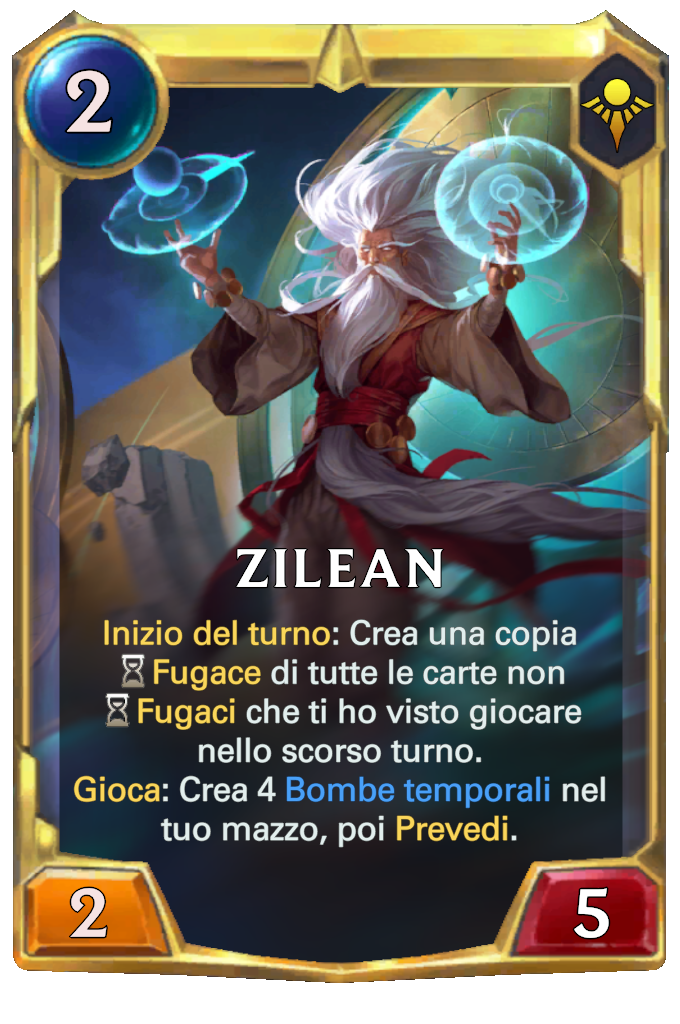 2
ZILEAN
Inizio del turno: Crea una copia
Fugace di tutte le carte non
Fugaci che ti ho visto giocare
nello scorso turno.
Gioca: Crea 4 Bombe temporali nel
tuo mazzo, poi Prevedi.
2
5